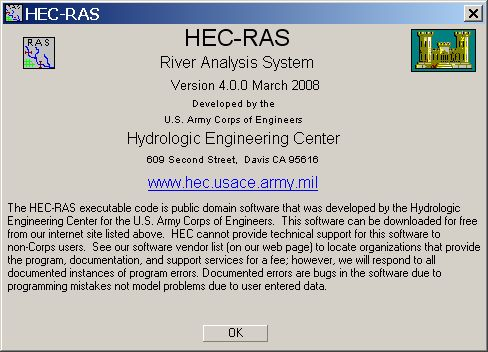 HEC-RAS
RAS
HEC-RAS
River Analysis System
Version 4.0.0 March 2008
Developed by the
U.S. Army Corps of Engineers
Hydrologic Engineering Center
609 Second Street, Davis CA 95616
www.hec.usace.army.mil
The HEC-RAS executable code is public domain software that was developed by the Hydrologic
Engineering Center for the U.S. Army Corps of Engineers. This software can be downloaded for free
from our internet site listed above. HEC cannot provide technical support for this software to
non-Corps users. See our software vendor list (on our web page) to locate organizations that provide
the program, documentation, and support services for a fee; however, we will respond to all
documented instances of program errors. Documented errors are bugs in the software due to
programming mistakes not model problems due to user entered data.
OK